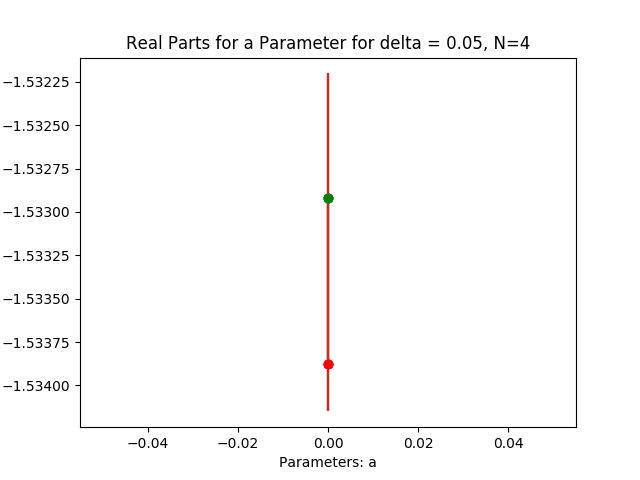 Real Parts for a Parameter for delta = 0.05, N=4
−1.53225
−1.53250
−1.53275
−1.53300
−1.53325
−1.53350
−1.53375
−1.53400
−0.04 −0.02 0.00 0.02 0.04
Parameters: a